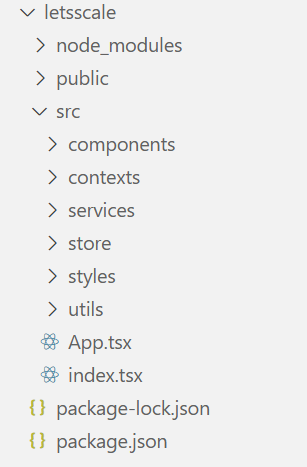 letsscale
node_modules
public
src
components
contexts
services
store
styles
utils
App.tsx
index.tsx
{} package-lock.json
{} package.json